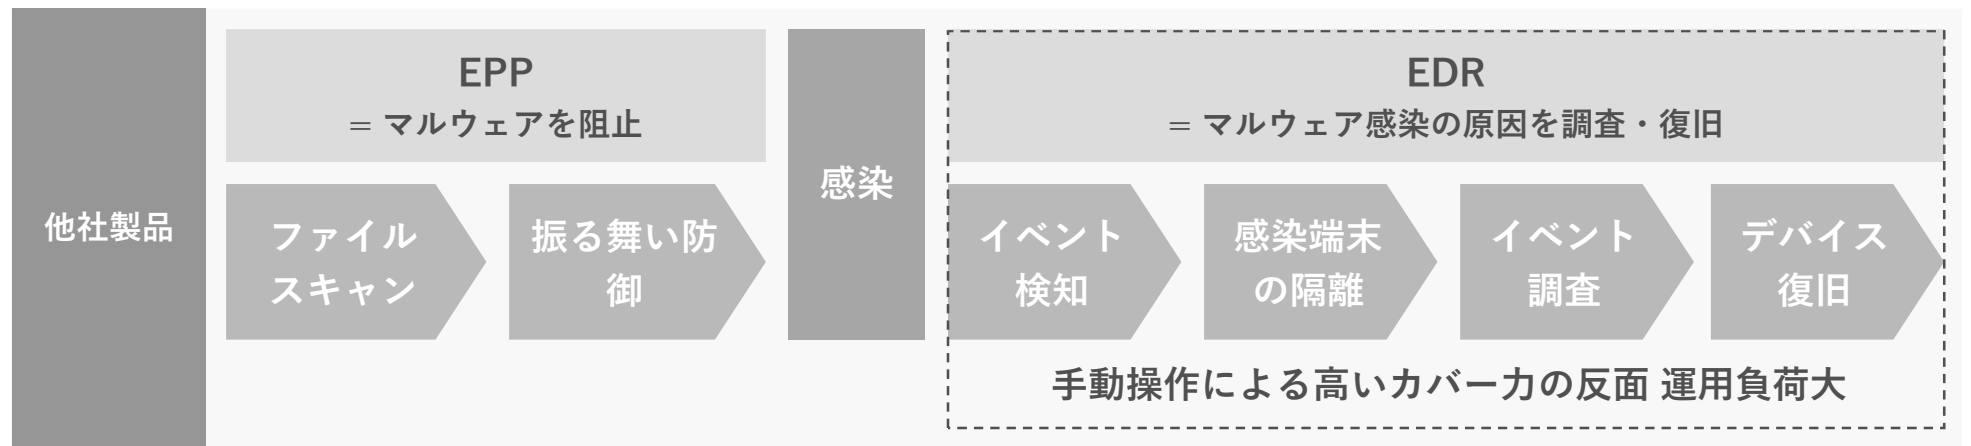 他社製品
EPP
= マルウェアを阻止
ファイル
スキャン
振る舞い防
御
感染
EDR
= マルウェア感染の原因を調査・復旧
イベント
検知
感染端末
の隔離
イベント
調査
デバイス
復旧
手動操作による高いカバー力の反面 運用負荷大